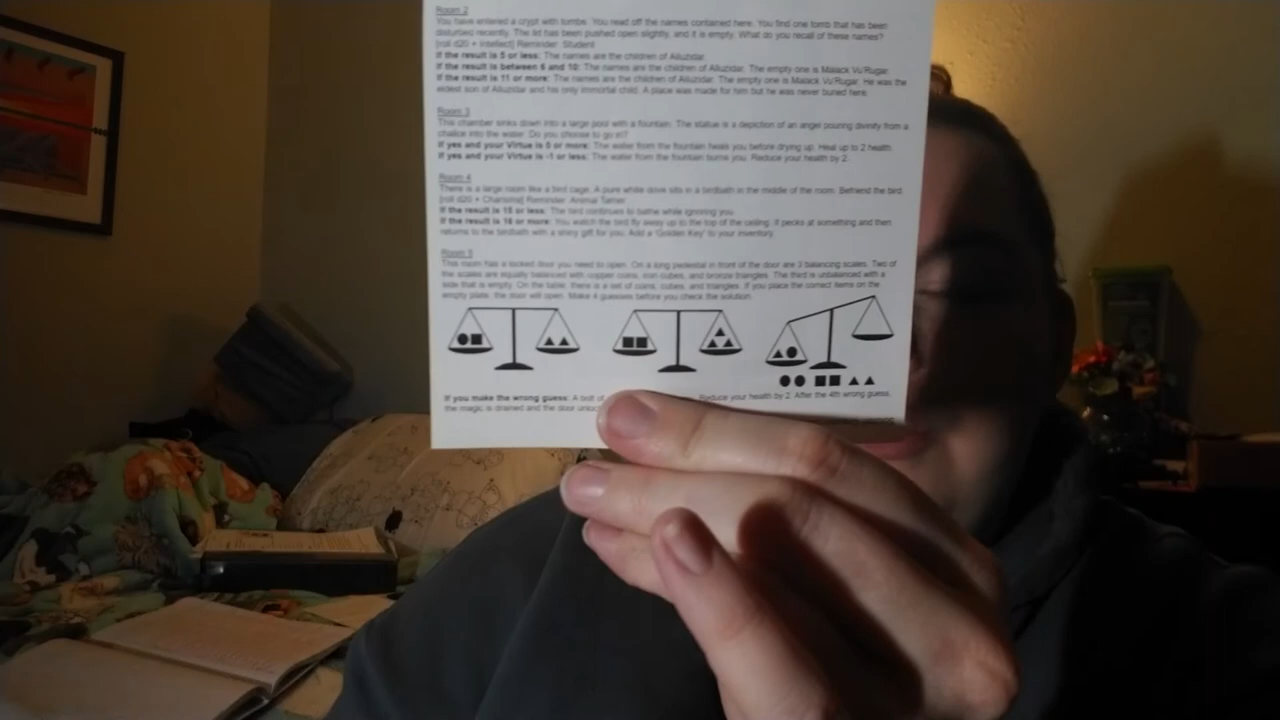 Room 2
You have entered a crypt with tombs. You read off the names contained here. You find one tomb that has been
disturbed recently. The lid has been pushed open slightly, and it is empty. What do you recall of these names?
[roll d20 + Intellect] Reminder: Student
If the result is 5 or less: The names are the children of Alluzidar.
If the result is between 6 and 10: The names are the children of Alluzidar. The empty one is Malack Vu'Rugar.
If the result is 11 or more: The names are the children of Alluzidar. The empty one is Malack Vu'Rugar. He was the
eldest son of Alluzidar and his only immortal child. A place was made for him but he was never buried here.
Room 3
This chamber sinks down into a large pool with a fountain. The statue is a depiction of an angel pouring divinity from a
chalice into the water. Do you choose to go in?
If yes and your Virtue is 0 or more: The water from the fountain heals you before drying up. Heal up to 2 health.
If yes and your Virtue is -1 or less: The water from the fountain burns you. Reduce your health by 2.
Room 4
There is a large room like a bird cage. A pure white dove sits in a birdbath in the middle of the room. Befriend the bird.
[roll d20 + Charisma] Reminder: Animal Tamer
If the result is 15 or less: The bird continues to bathe while ignoring you.
If the result is 16 or more: You watch the bird fly away up to the top of the ceiling. It pecks at something and then
returns to the birdbath with a shiny gift for you. Add a 'Golden Key' to your inventory.
Room 5
This room has a locked door you need to open. On a long pedestal in front of the door are 3 balancing scales. Two of
the scales are equally balanced with copper coins, iron cubes, and bronze triangles. The third is unbalanced with a
side that is empty. On the table, there is a set of coins, cubes, and triangles. If you place the correct items on the
empty plate, the door will open. Make 4 guesses before you check the solution.
If you make the wrong guess: A bolt of Reduce your health by 2. After the 4th wrong guess,
the magic is drained and the door